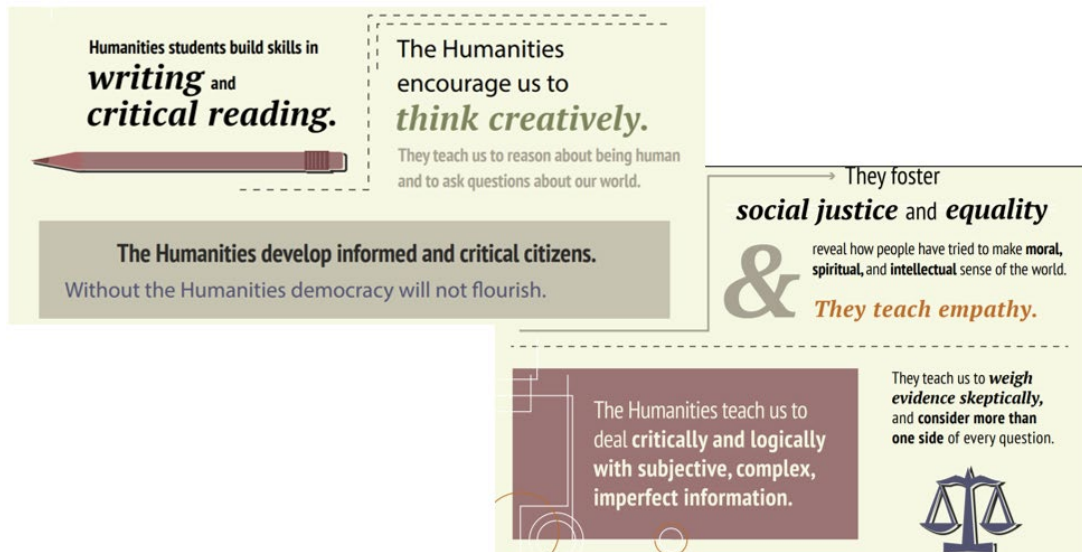 Humanities students build skills in
writing and
critical reading.
The Humanities
encourage us to
think creatively.
They teach us to reason about being human
and to ask questions about our world.
The Humanities develop informed and critical citizens.
Without the Humanities democracy will not flourish.
They foster
social justice and equality
&
reveal how people have tried to make moral,
spiritual, and intellectual sense of the world.
They teach empathy.
The Humanities teach us to
deal critically and logically
with subjective, complex,
imperfect information.
They teach us to weigh
evidence skeptically,
and consider more than
one side of every question.